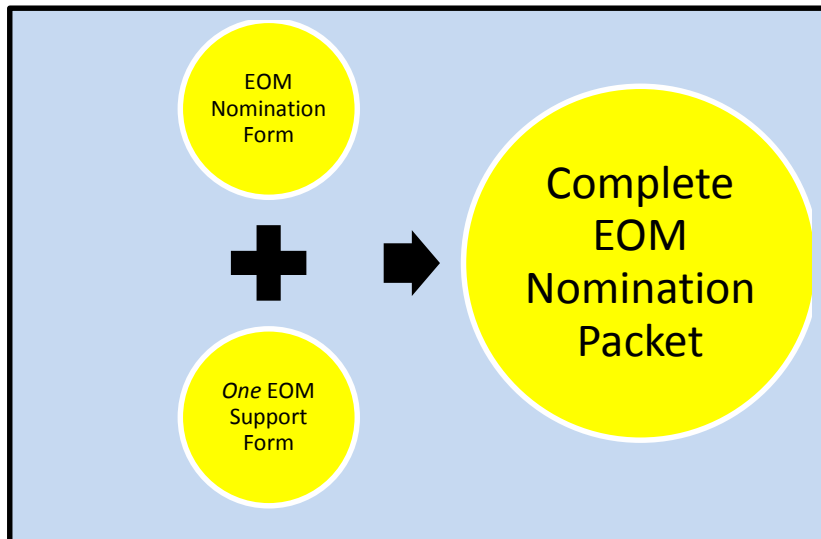 EOM
Nomination
Form
One EOM
Support
Form
Complete
EOM
Nomination
Packet